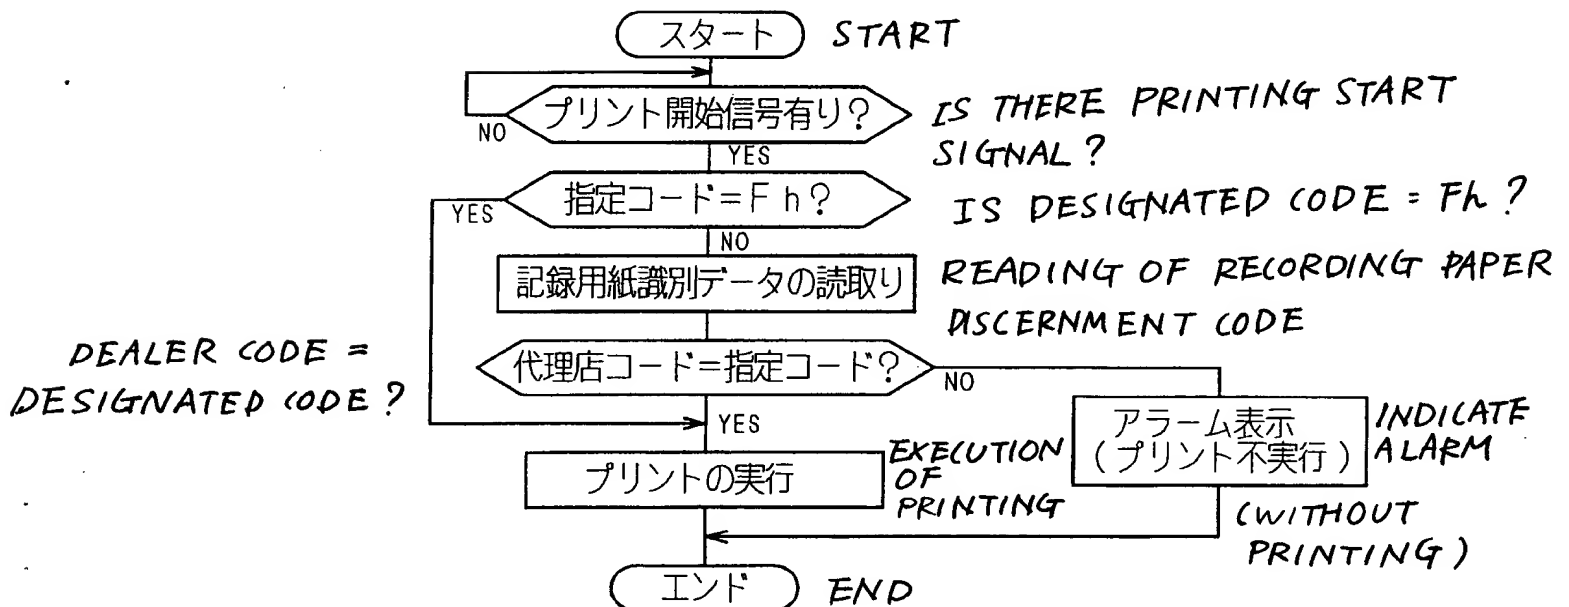 スタート START
プリント開始信号有り? IS THERE PRINTING START
SIGNAL?
NO
YES
指定コード=Fh? IS DESIGNATED CODE = Fh?
YES
NO
記録用紙識別データの読取り READING OF RECORDING PAPER
DISCERNMENT CODE
DEALER CODE =
DESIGNATED CODE?
代理店コード=指定コード?
NO
YES
アラーム表示 INDICATE
(プリント不実行) ALARM
(WITHOUT
PRINTING)
プリントの実行 EXECUTION
OF
PRINTING
エンド END